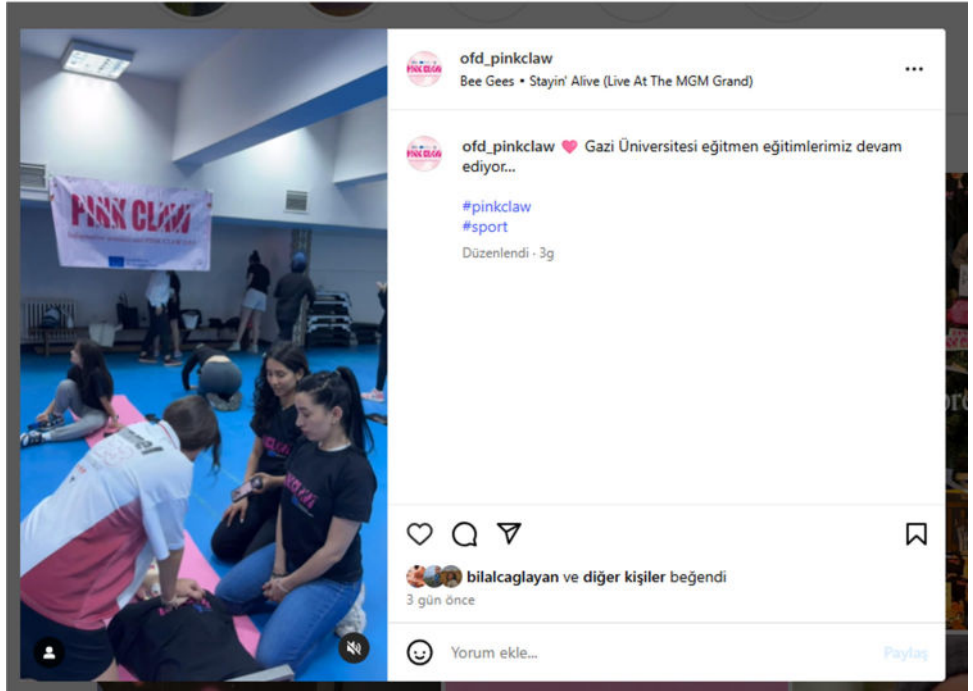 PINK CLAW
ofd_pinkclaw
Bee Gees • Stayin' Alive (Live At The MGM Grand)
ofd_pinkclaw 💗 Gazi Üniversitesi eğitmen eğitimlerimiz devam
ediyor...
#pinkclaw
#sport
Düzenlendi · 3g
bilalcaglayan ve diğer kişiler beğendi
3 gün önce
Yorum ekle...
Paylaş